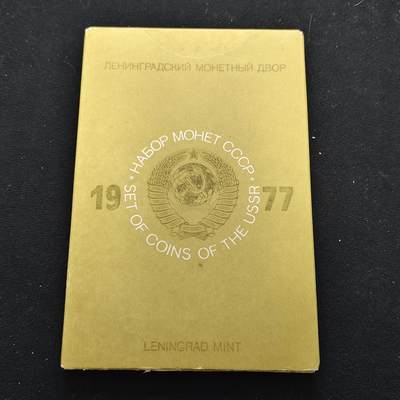 ЛЕНИНГРАДСКИЙ МОНЕТНЫЙ ДВОР
* НАБОР МОНЕТ СССР *
19 77
SET OF COINS OF THE USSR
LENINGRAD MINT